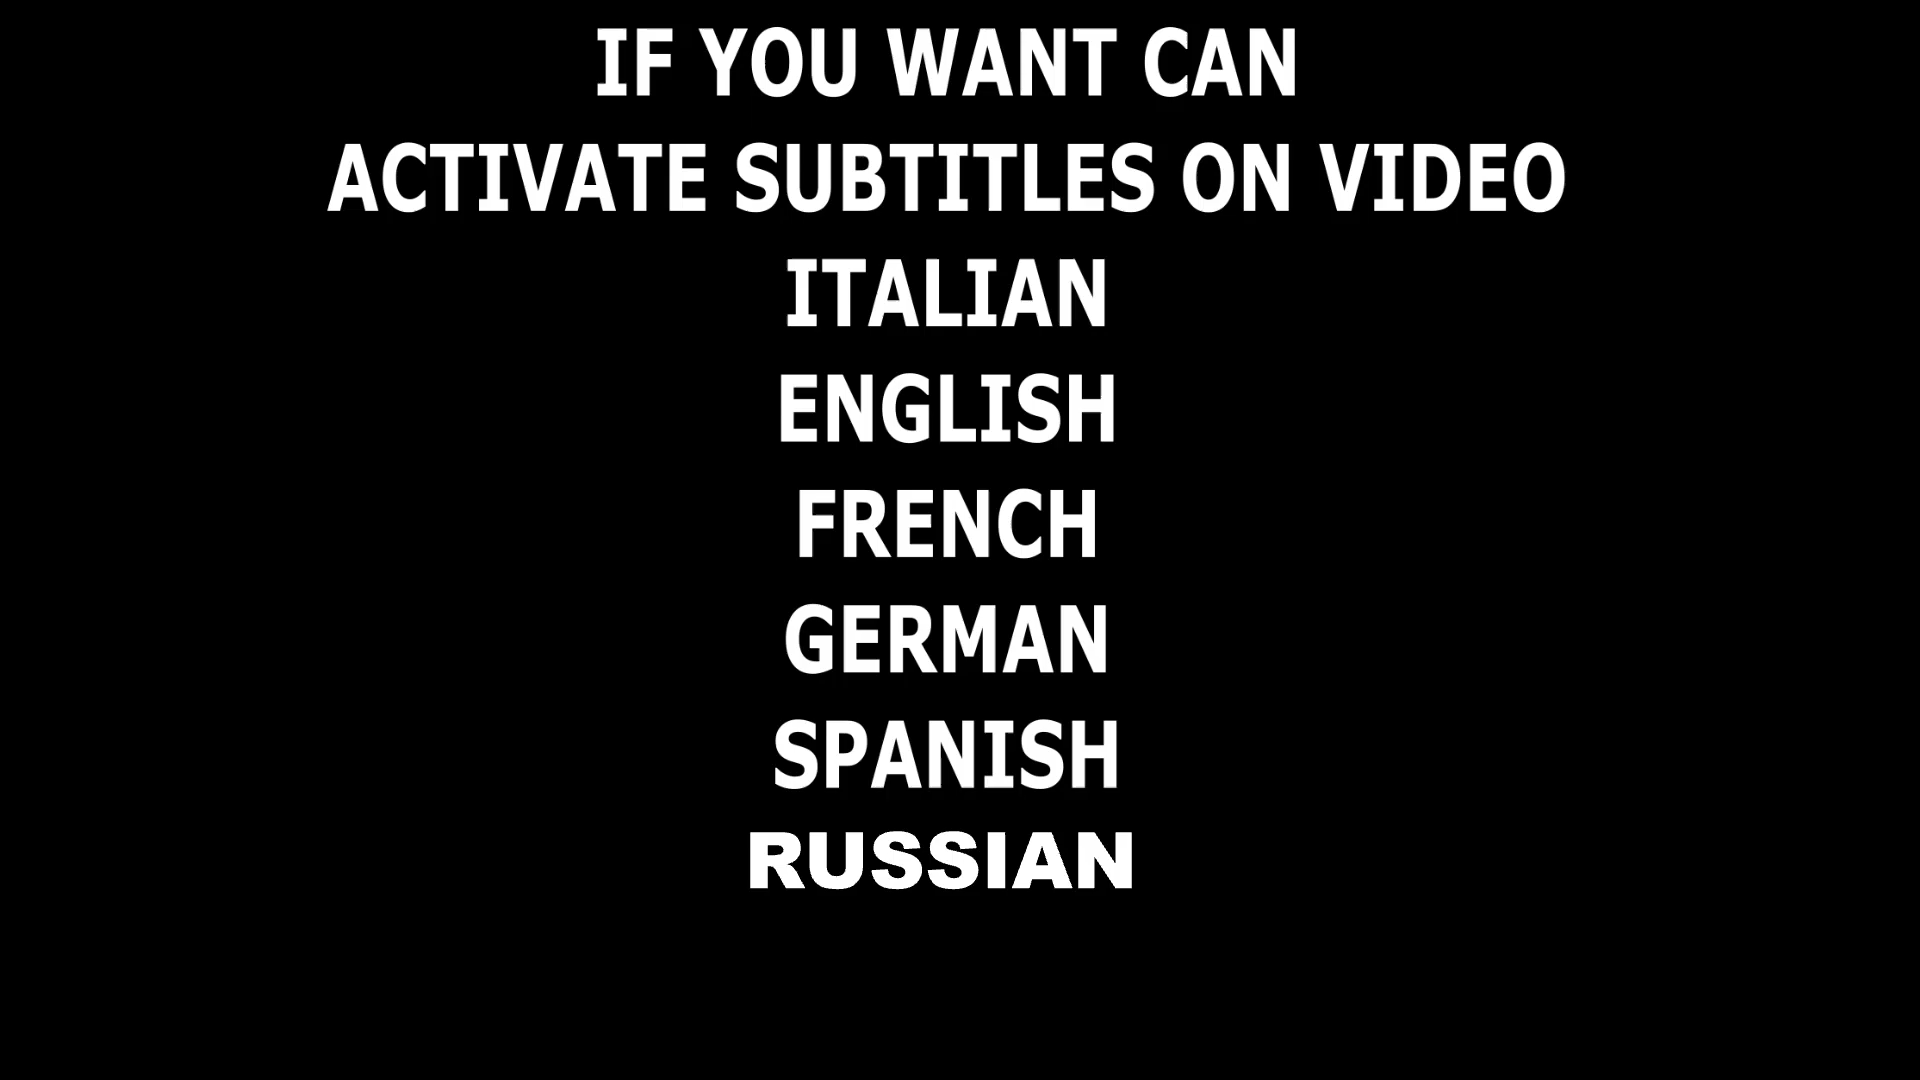 IF YOU WANT CAN
ACTIVATE SUBTITLES ON VIDEO
ITALIAN
ENGLISH
FRENCH
GERMAN
SPANISH
RUSSIAN